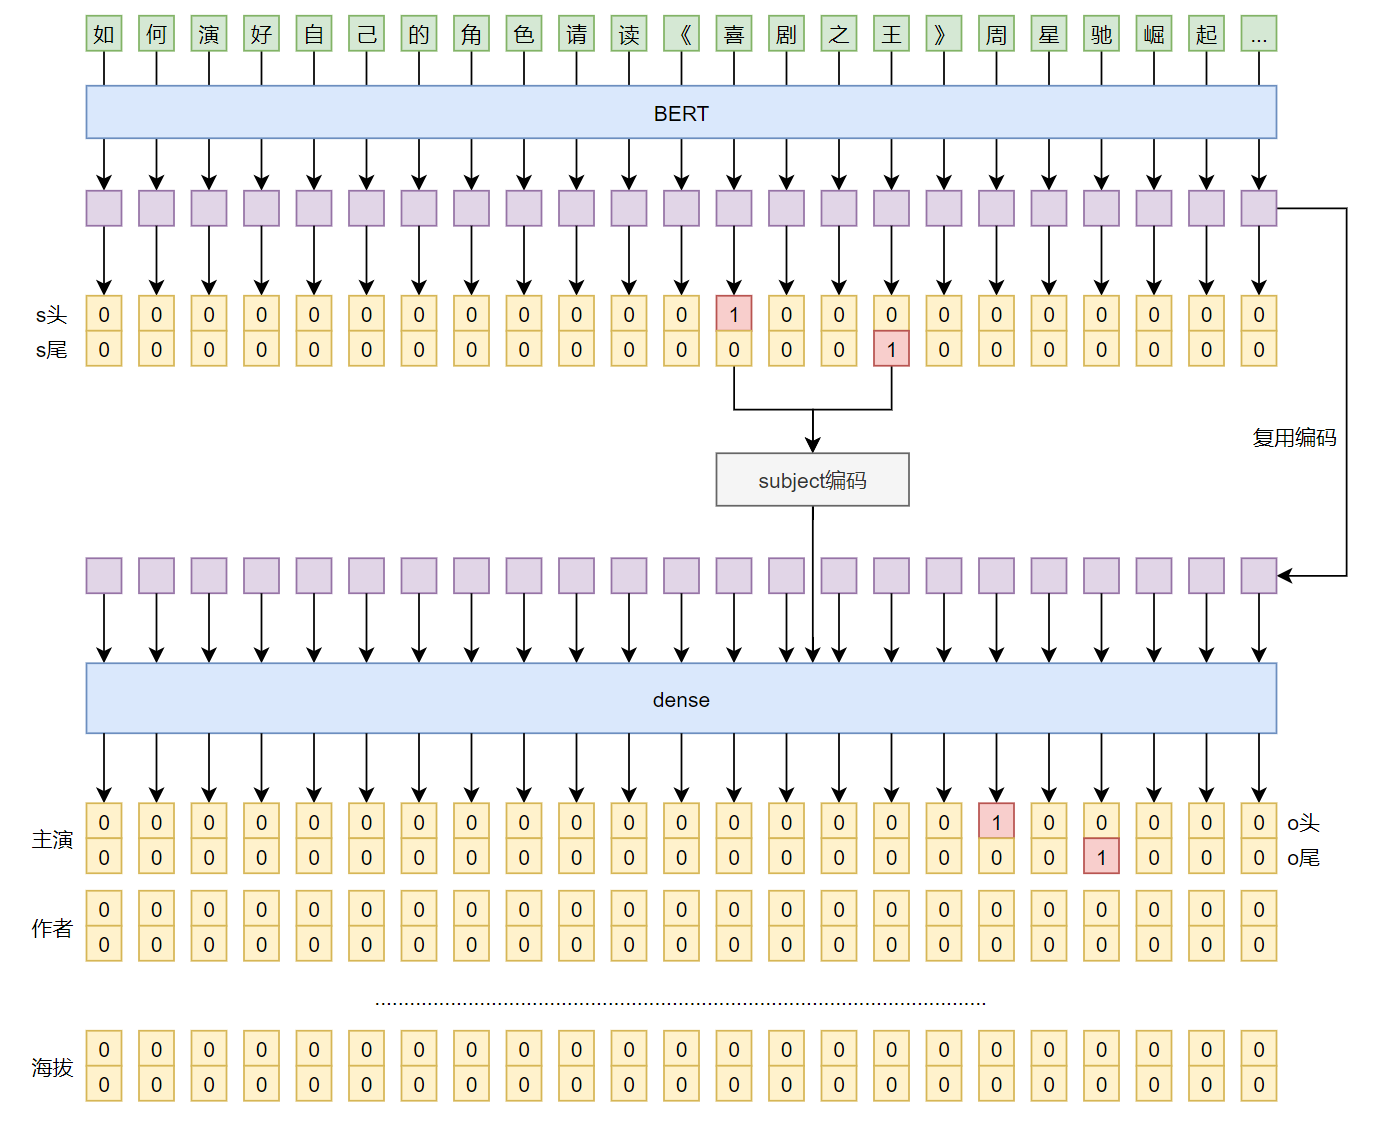 如 何 演 好 自 己 的 角 色 请 读 《 喜 剧 之 王 》 周 星 驰 崛 起 ...
BERT
s头 0 0 0 0 0 0 0 0 0 0 0 0 1 0 0 0 0 0 0 0 0 0 0
s尾 0 0 0 0 0 0 0 0 0 0 0 0 0 0 0 1 0 0 0 0 0 0 0
复用编码
subject编码
dense
主演
0 0 0 0 0 0 0 0 0 0 0 0 0 0 0 0 0 1 0 0 0 0 0 o头
0 0 0 0 0 0 0 0 0 0 0 0 0 0 0 0 0 0 0 1 0 0 0 o尾
作者
0 0 0 0 0 0 0 0 0 0 0 0 0 0 0 0 0 0 0 0 0 0 0
0 0 0 0 0 0 0 0 0 0 0 0 0 0 0 0 0 0 0 0 0 0 0
........................................................................................................
海拔
0 0 0 0 0 0 0 0 0 0 0 0 0 0 0 0 0 0 0 0 0 0 0
0 0 0 0 0 0 0 0 0 0 0 0 0 0 0 0 0 0 0 0 0 0 0